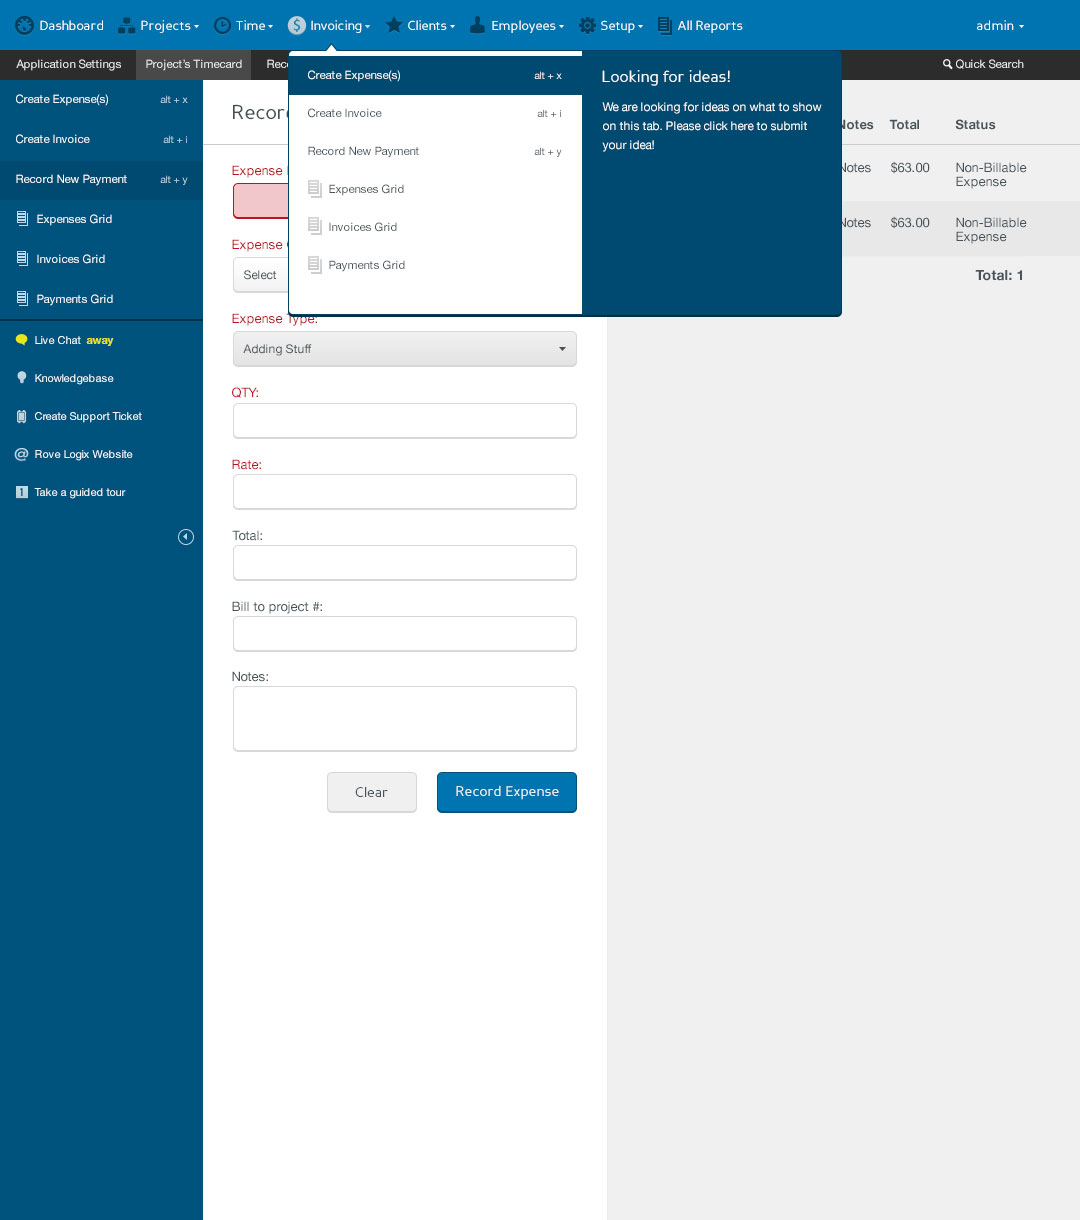 Dashboard Projects Time Invoicing Clients Employees Setup All Reports admin
Application Settings Project's Timecard Quick Search
Create Expense(s) alt + x
Create Invoice alt + i
Record New Payment alt + y
Expenses Grid
Invoices Grid
Payments Grid
Live Chat away
Knowledgebase
Create Support Ticket
Rove Logix Website
Take a guided tour
Create Expense(s) alt + x
Create Invoice alt + i
Record New Payment alt + y
Expenses Grid
Invoices Grid
Payments Grid
Looking for ideas!
We are looking for ideas on what to show
on this tab. Please click here to submit
your idea!
Record
Expense
Expense
Select
Expense Type:
Adding Stuff
QTY:
Rate:
Total:
Bill to project #:
Notes:
Clear Record Expense
Notes Total Status
Notes $63.00 Non-Billable
Expense
Notes $63.00 Non-Billable
Expense
Total: 1